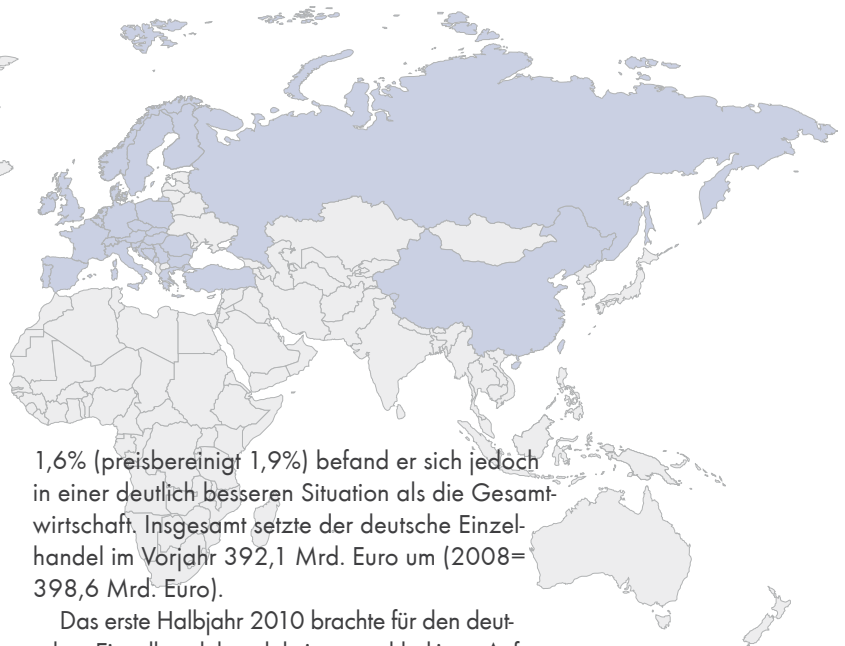 1,6% (preisbereinigt 1,9%) befand er sich jedoch
in einer deutlich besseren Situation als die Gesamt-
wirtschaft. Insgesamt setzte der deutsche Einzel-
handel im Vorjahr 392,1 Mrd. Euro um (2008=
398,6 Mrd. Euro).
Das erste Halbjahr 2010 brachte für den deut-